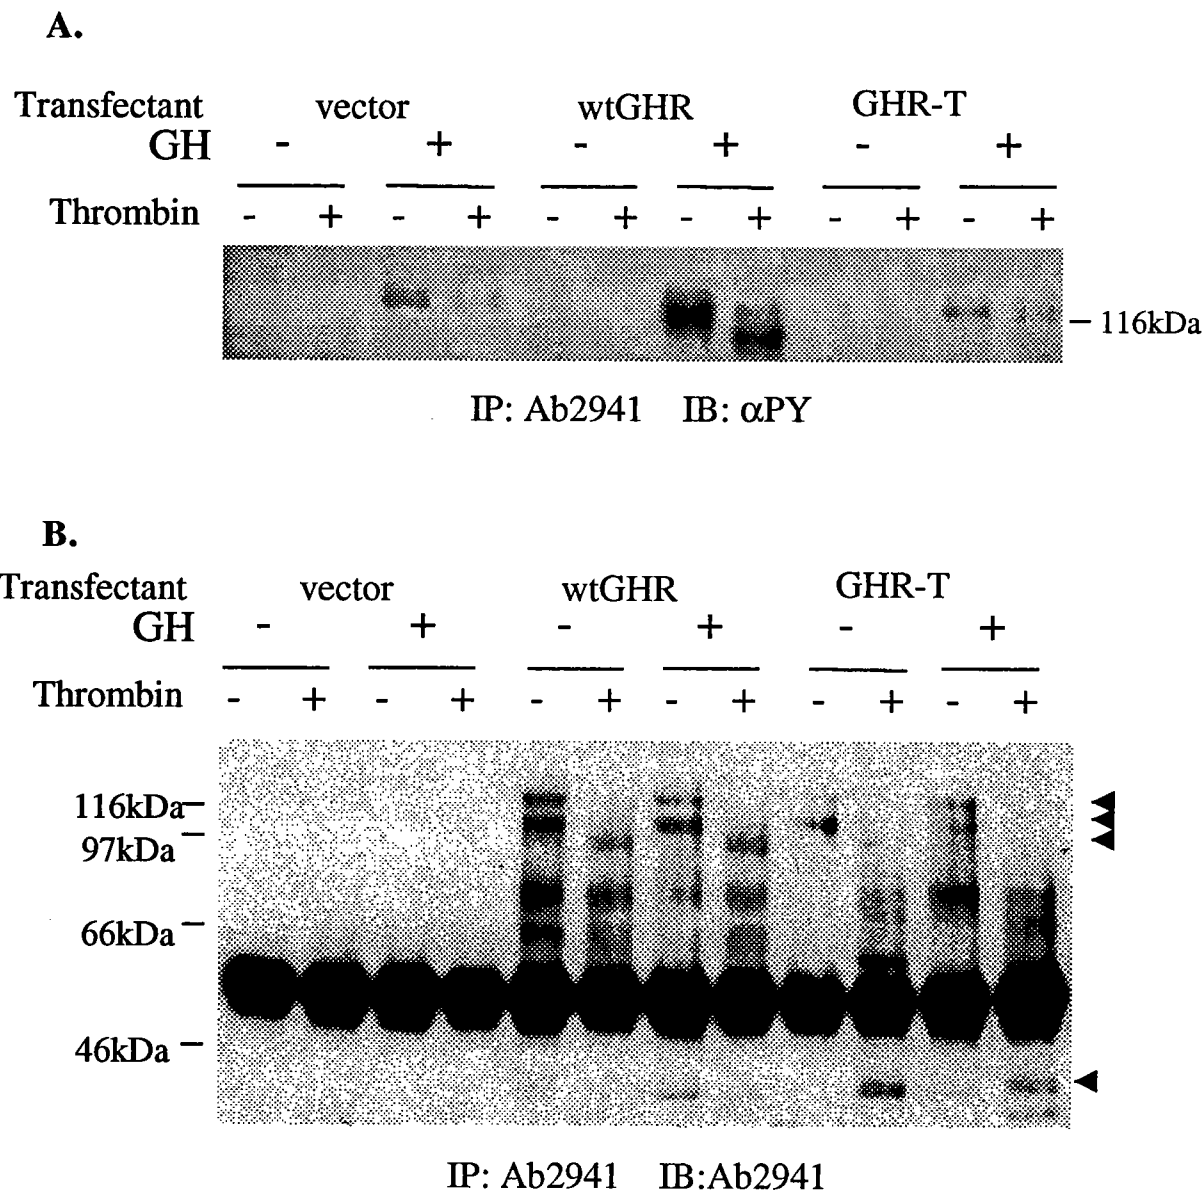 A.
Transfectant vector wtGHR GHR-T
GH - + - + - +
Thrombin - + - + - + - + - + - +
116kDa
IP: Ab2941 IB: αPY
B.
Transfectant vector wtGHR GHR-T
GH - + - + - +
Thrombin - + - + - + - + - + - +
116kDa
97kDa
66kDa
46kDa
IP: Ab2941 IB:Ab2941